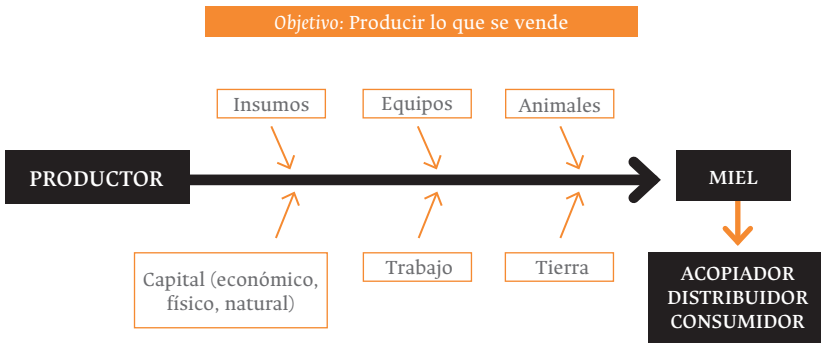 Objetivo: Producir lo que se vende
Insumos
Equipos
Animales
PRODUCTOR
MIEL
Capital (económico,
físico, natural)
Trabajo
Tierra
ACOPIADOR
DISTRIBUIDOR
CONSUMIDOR